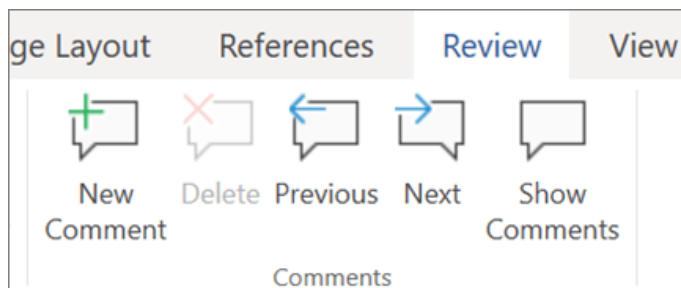 ge Layout References Review View
New Comment
Delete
Previous
Next
Show Comments
Comments